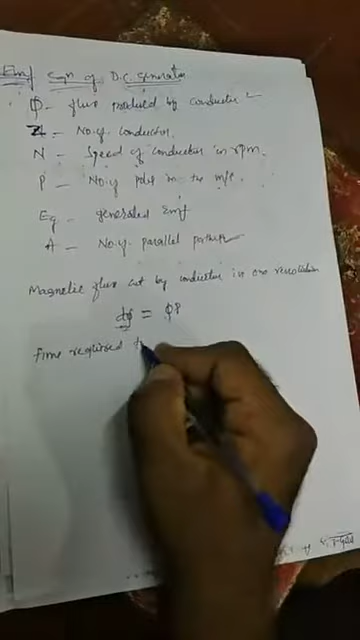 Emf Eqn of D.C generator
Φ - flux produced by conductor
Z - No.of conductor.
N - Speed of conductor in rpm.
P - No.of poles in the m/c.
Eg - generated Emf
A - No.of parallel
Magnetic flux cut by conductor in one revolution
dφ = φP
Time required t